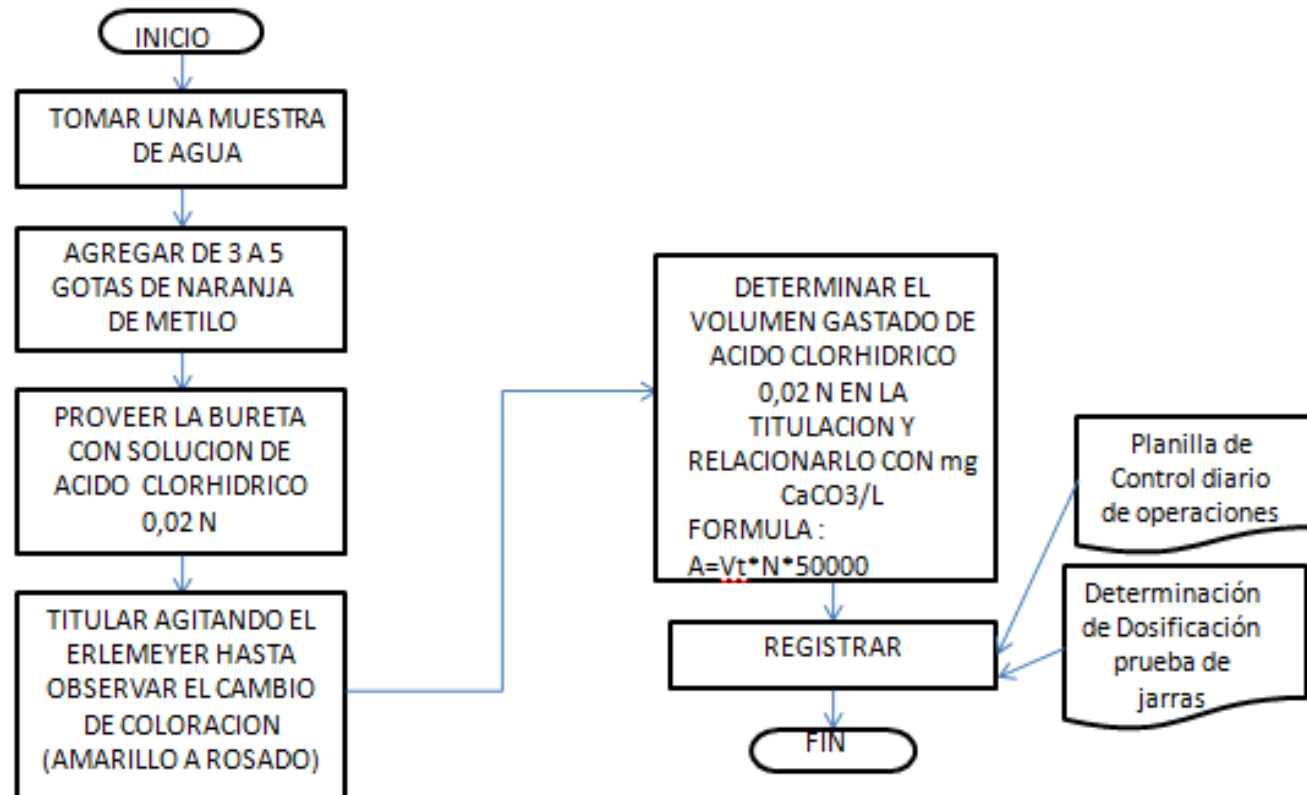 INICIO
TOMAR UNA MUESTRA
DE AGUA
AGREGAR DE 3 A 5
GOTAS DE NARANJA
DE METILO
PROVEER LA BURETA
CON SOLUCION DE
ACIDO CLORHIDRICO
0,02 N
TITULAR AGITANDO EL
ERLEMEYER HASTA
OBSERVAR EL CAMBIO
DE COLORACION
(AMARILLO A ROSADO)
DETERMINAR EL
VOLUMEN GASTADO DE
ACIDO CLORHIDRICO
0,02 N EN LA
TITULACION Y
RELACIONARLO CON mg
CaCO3/L
FORMULA :
A=Vt*N*50000
REGISTRAR
Planilla de
Control diario
de operaciones
Determinación
de Dosificación
prueba de
jarras
FIN